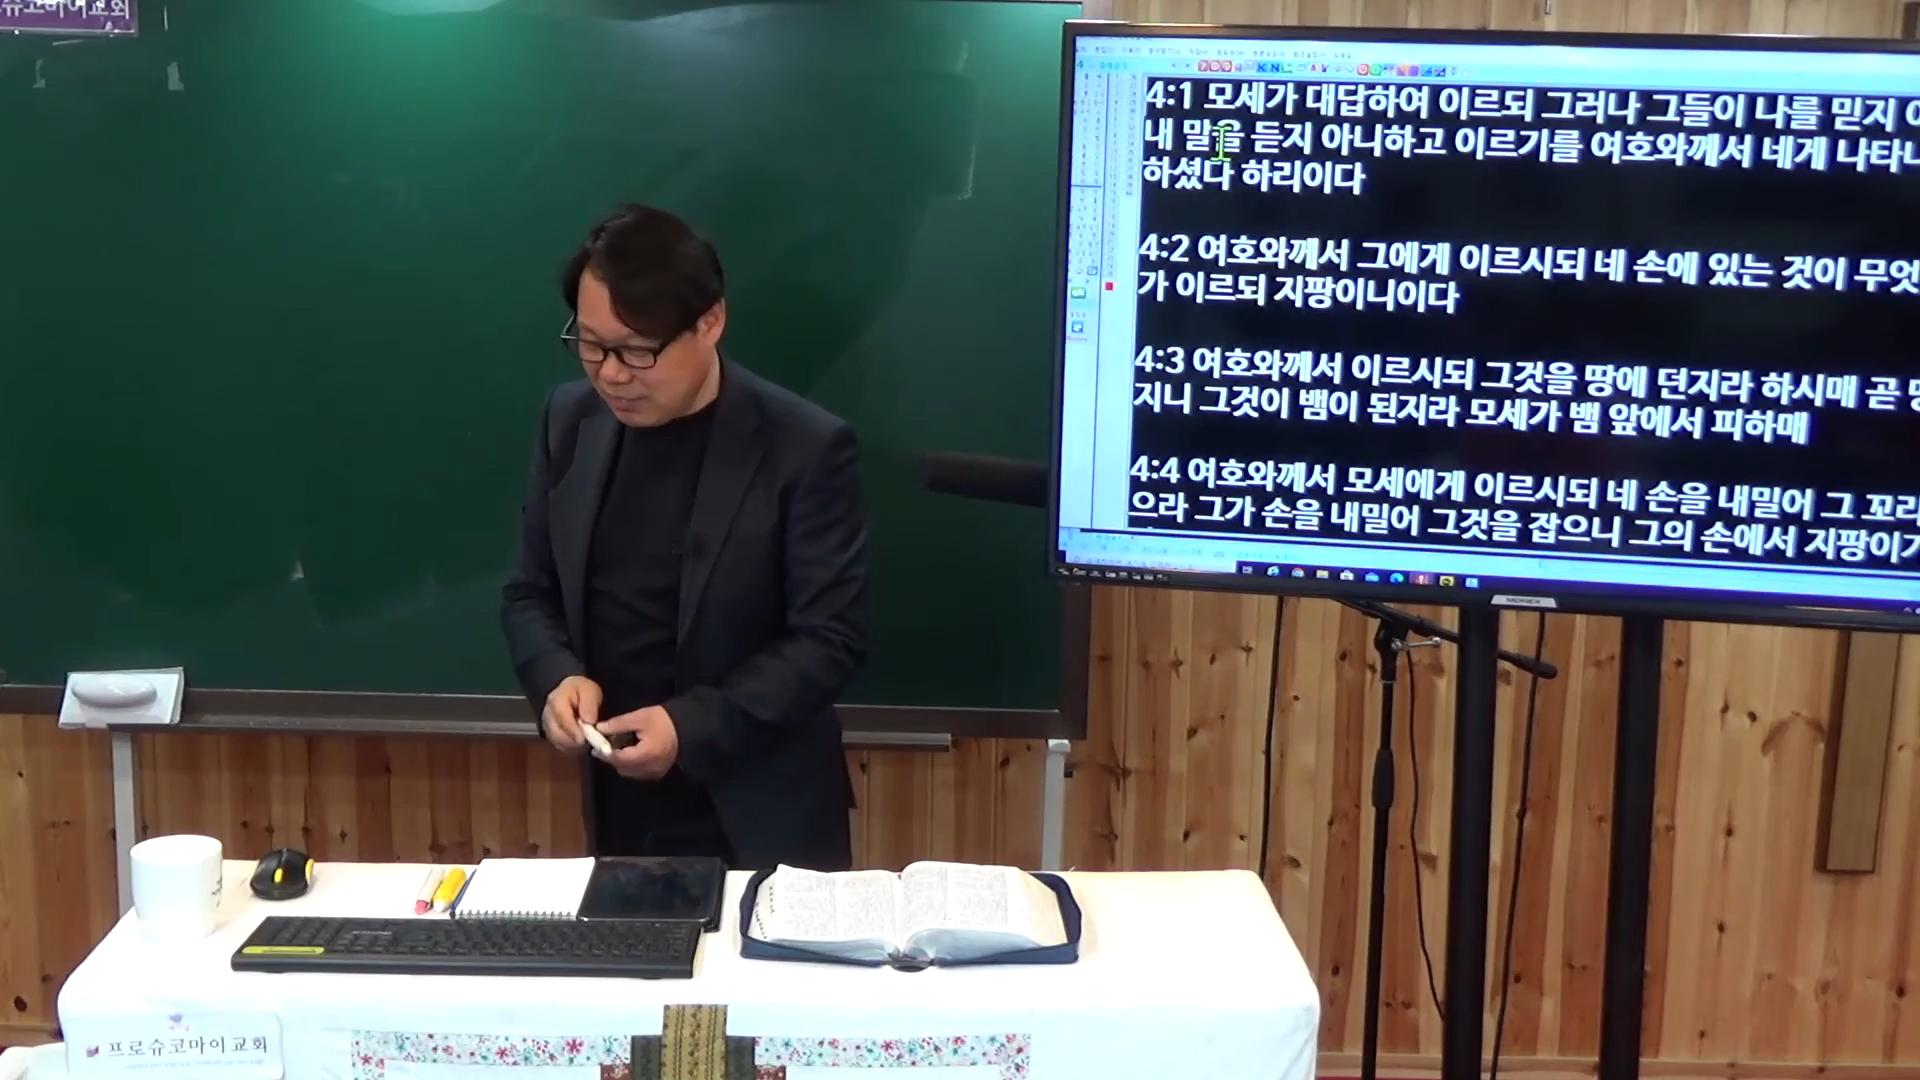 슈코마이교회
4:1 모세가 대답하여 이르되 그러나 그들이 나를 믿지
내 말을 듣지 아니하고 이르기를 여호와께서 네게 나타나
하셨다 하리이다
4:2 여호와께서 그에게 이르시되 네 손에 있는 것이 무엇
가 이르되 지팡이니이다
4:3 여호와께서 이르시되 그것을 땅에 던지라 하시매 곧
지니 그것이 뱀이 된지라 모세가 뱀 앞에서 피하매
4:4 여호와께서 모세에게 이르시되 네 손을 내밀어 그 꼬리
으라 그가 손을 내밀어 그것을 잡으니 그의 손에서 지팡이가
프로슈코마이교회